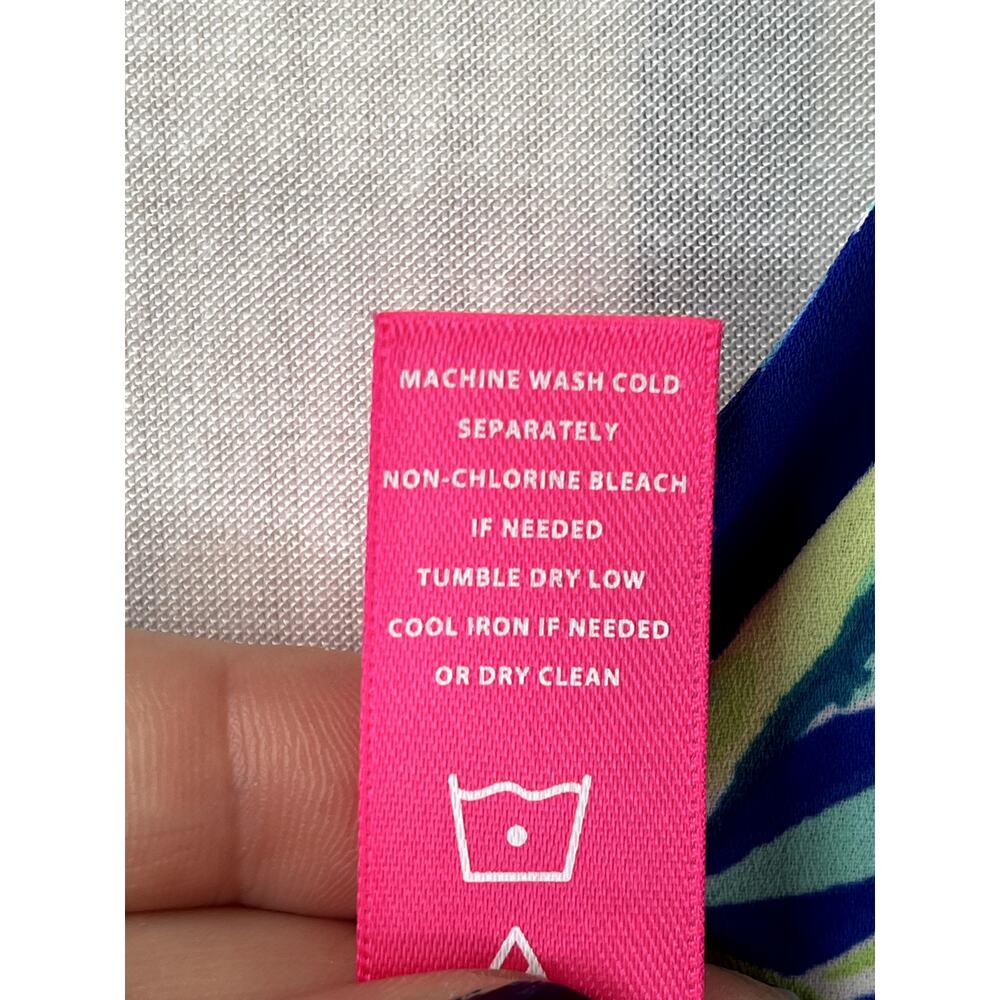 MACHINE WASH COLD
SEPARATELY
NON-CHLORINE BLEACH
IF NEEDED
TUMBLE DRY LOW
COOL IRON IF NEEDED
OR DRY CLEAN